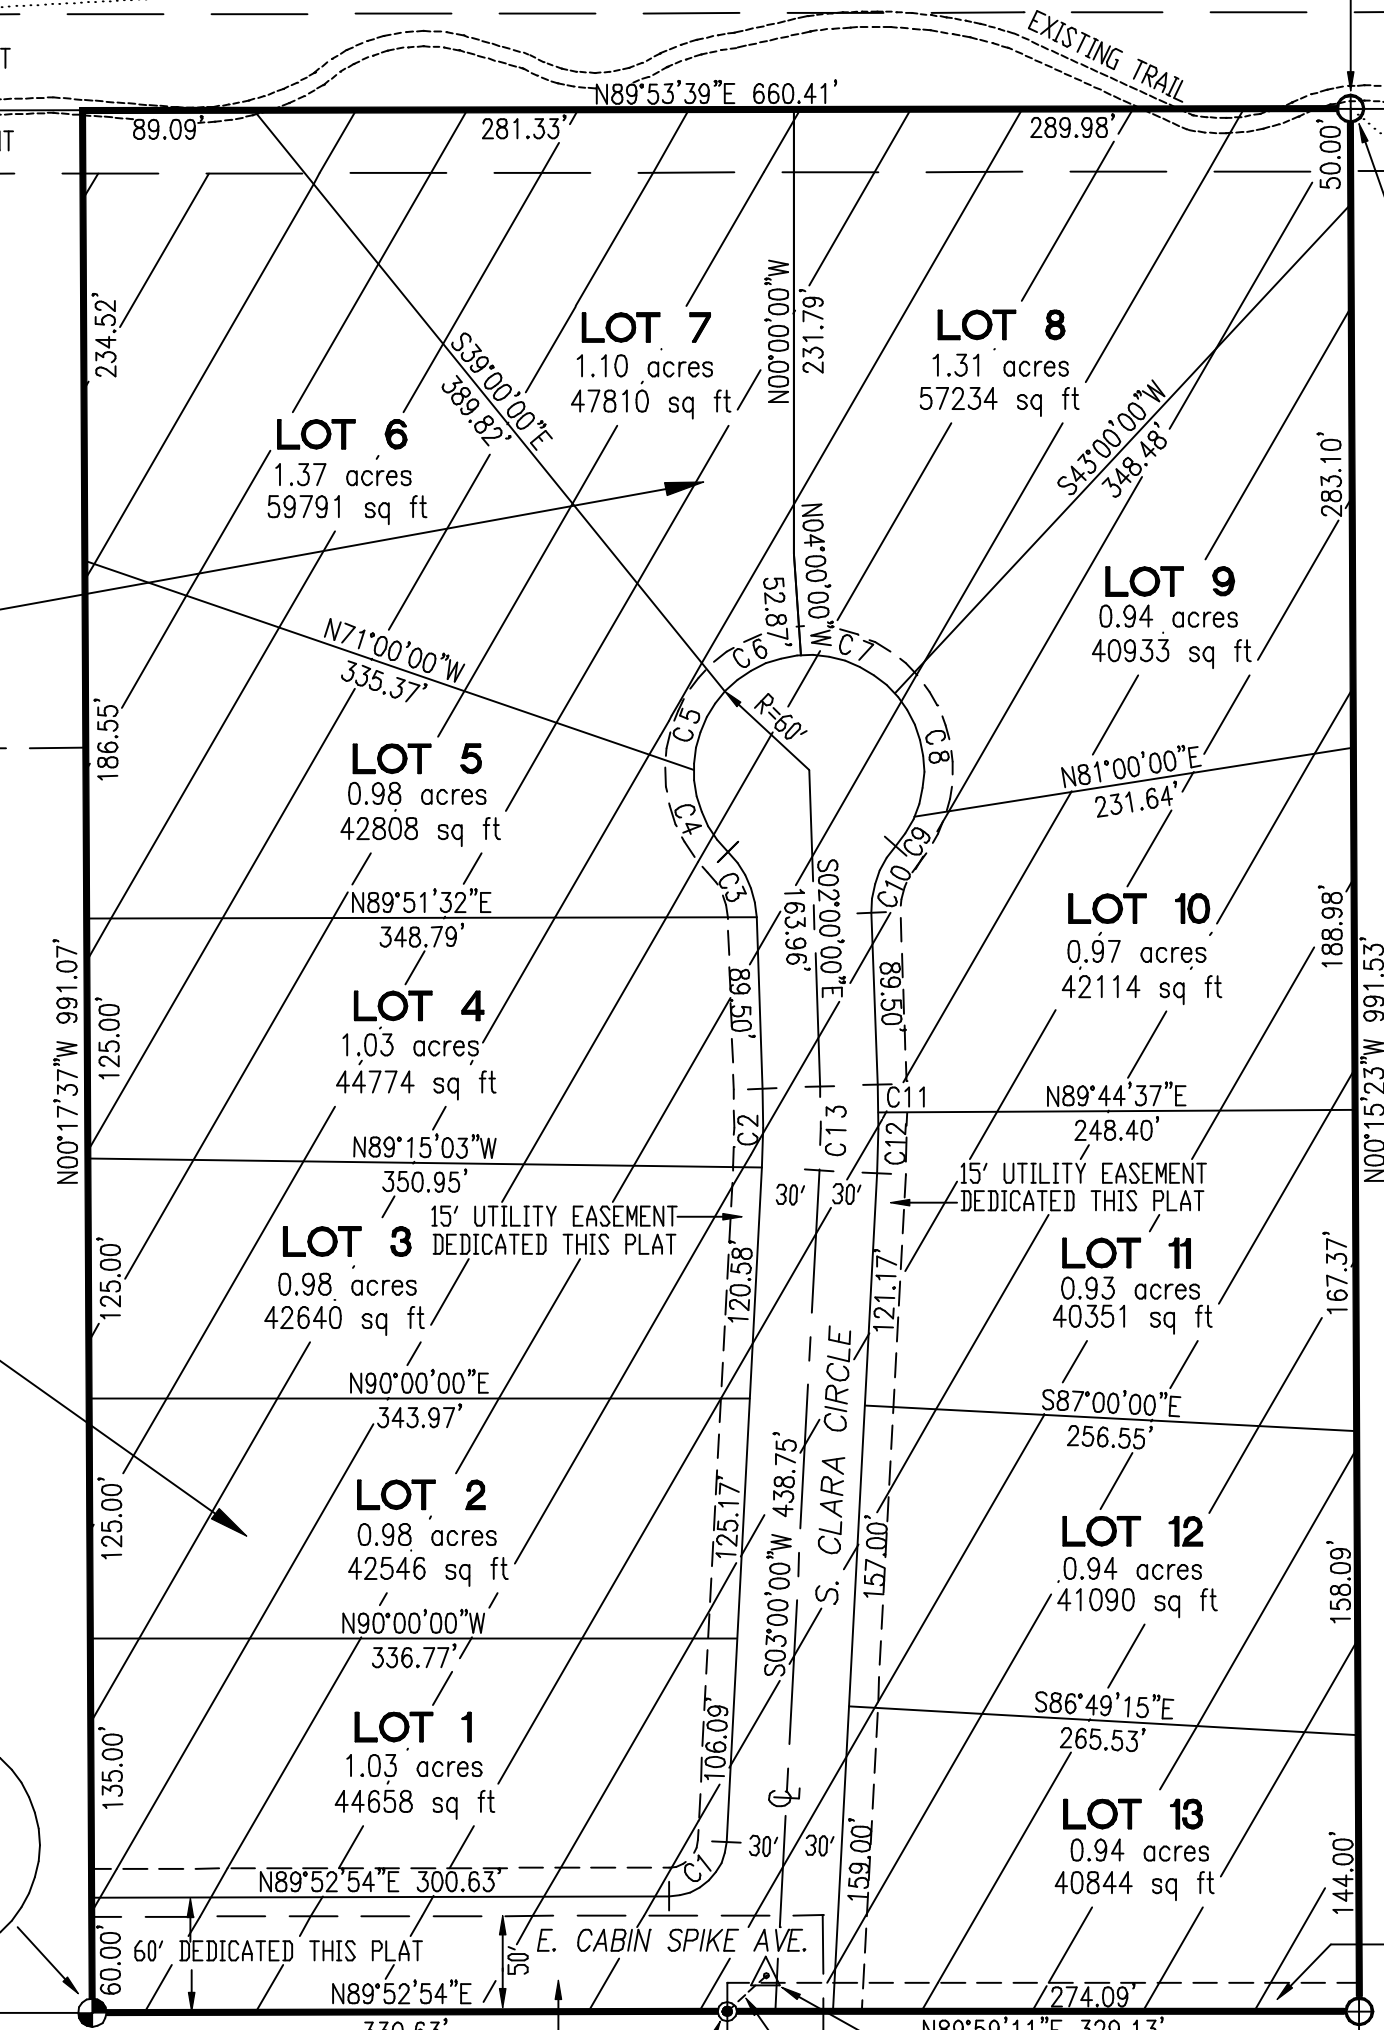 EXISTING TRAIL
T
N89°53'39"E 660.41'
89.09'
281.33'
289.98'
50.00'
NT
234.52'
N00°00'00"W
231.79'
LOT 7
1.10 acres
47810 sq ft
LOT 8
1.31 acres
57234 sq ft
S39°00'00"E
389.82'
S43°00'00"W
348.48'
LOT 6
1.37 acres
59791 sq ft
283.10'
N04°00'00"W
52.87'
LOT 9
0.94 acres
40933 sq ft
N71°00'00"W
335.37'
C6
C7
C5
R=60'
C8
186.55'
LOT 5
0.98 acres
42808 sq ft
N81°00'00"E
231.64'
C4
C9
C3
C10
S02°00'00"E
163.96'
N89°51'32"E
348.79'
LOT 10
0.97 acres
42114 sq ft
188.98'
N00°17'37"W 991.07'
N00°15'23"W 991.53'
89.50'
89.50'
LOT 4
1.03 acres
44774 sq ft
125.00'
C11
N89°44'37"E
248.40'
C2
C13
C12
N89°15'03"W
350.95'
30'
30'
15' UTILITY EASEMENT
DEDICATED THIS PLAT
15' UTILITY EASEMENT
DEDICATED THIS PLAT
LOT 3
0.98 acres
42640 sq ft
125.00'
120.58'
121.17'
LOT 11
0.93 acres
40351 sq ft
167.37'
N90°00'00"E
343.97'
S87°00'00"E
256.55'
S. CLARA CIRCLE
S03°00'00"W 438.75'
LOT 2
0.98 acres
42546 sq ft
125.00'
125.17'
157.00'
LOT 12
0.94 acres
41090 sq ft
158.09'
N90°00'00"W
336.77'
S86°49'15"E
265.53'
LOT 1
1.03 acres
44658 sq ft
135.00'
106.09'
LOT 13
0.94 acres
40844 sq ft
144.00'
30'
30'
159.00'
C1
N89°52'54"E 300.63'
60.00'
60' DEDICATED THIS PLAT
50'
E. CABIN SPIKE AVE.
N89°52'54"E
330.63'
274.09'
N89°59'11"E 329.13'